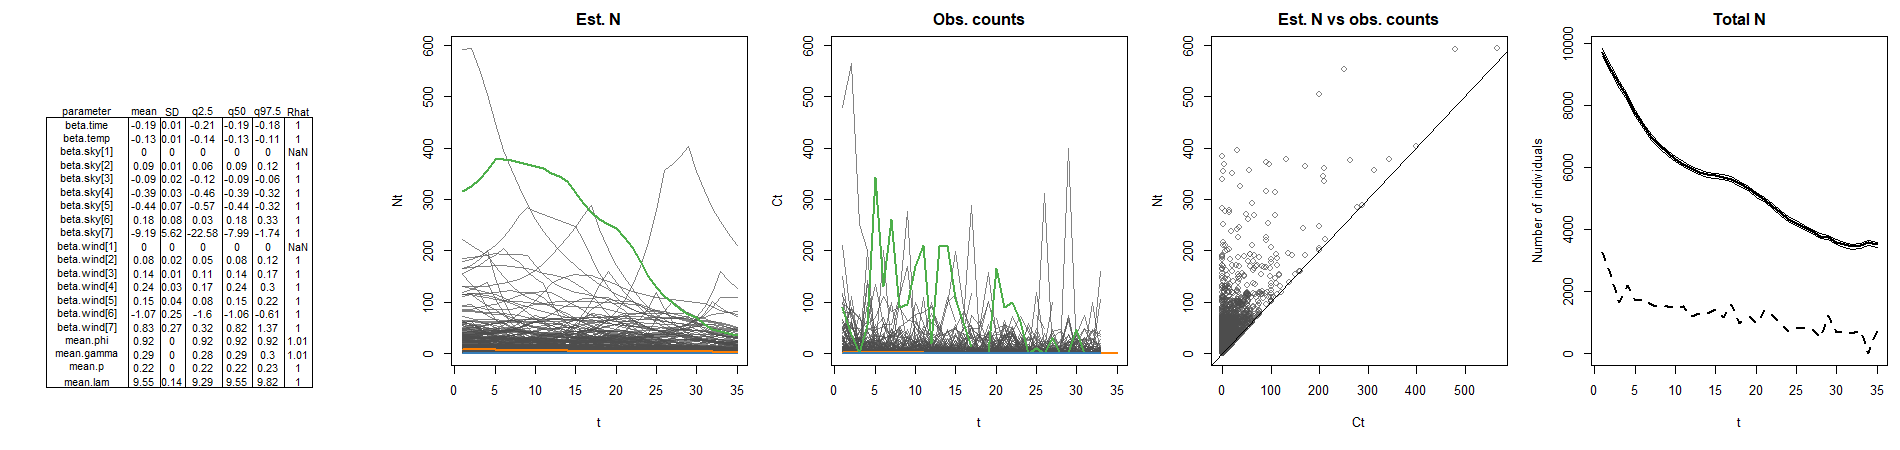 parameter mean SD q2.5 q50 q97.5 Rhat
beta.time −0.19 0.01 −0.21 −0.19 −0.18 1
beta.temp −0.13 0.01 −0.14 −0.13 −0.11 1
beta.sky[1] 0 0 0 0 0 NaN
beta.sky[2] 0.09 0.01 0.06 0.09 0.12 1
beta.sky[3] −0.09 0.02 −0.12 −0.09 −0.06 1
beta.sky[4] −0.39 0.03 −0.46 −0.39 −0.32 1
beta.sky[5] −0.44 0.07 −0.57 −0.44 −0.32 1
beta.sky[6] 0.18 0.08 0.03 0.18 0.33 1
beta.sky[7] −9.19 5.62 −22.58 −7.99 −1.74 1
beta.wind[1] 0 0 0 0 0 NaN
beta.wind[2] 0.08 0.02 0.05 0.08 0.12 1
beta.wind[3] 0.14 0.01 0.11 0.14 0.17 1
beta.wind[4] 0.24 0.03 0.17 0.24 0.3 1
beta.wind[5] 0.15 0.04 0.08 0.15 0.22 1
beta.wind[6] −1.07 0.25 −1.6 −1.06 −0.61 1
beta.wind[7] 0.83 0.27 0.32 0.82 1.37 1
mean.phi 0.92 0 0.92 0.92 0.92 1.01
mean.gamma 0.29 0 0.28 0.29 0.3 1.01
mean.p 0.22 0 0.22 0.22 0.23 1
mean.lam 9.55 0.14 9.29 9.55 9.82 1
Est. N
Nt
600
500
400
300
200
100
0
0 5 10 15 20 25 30 35
t
Obs. counts
Ct
600
500
400
300
200
100
0
0 5 10 15 20 25 30 35
t
Est. N vs obs. counts
Nt
600
500
400
300
200
100
0
0 100 200 300 400 500
Ct
Total N
Number of individuals
10000
8000
6000
4000
2000
0
0 5 10 15 20 25 30 35
t